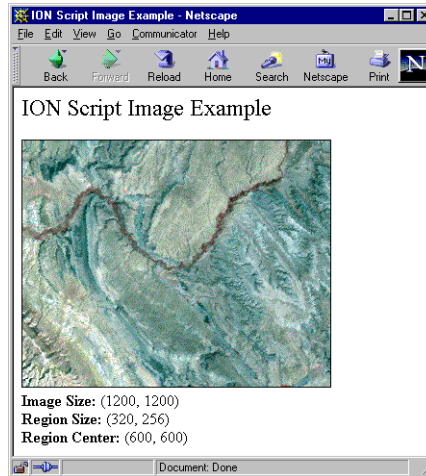 ION Script Image Example - Netscape
File Edit View Go Communicator Help
My
Back Forward Reload Home Search Netscape Print N
ION Script Image Example
Image Size: (1200, 1200)
Region Size: (320, 256)
Region Center: (600, 600)
Document: Done